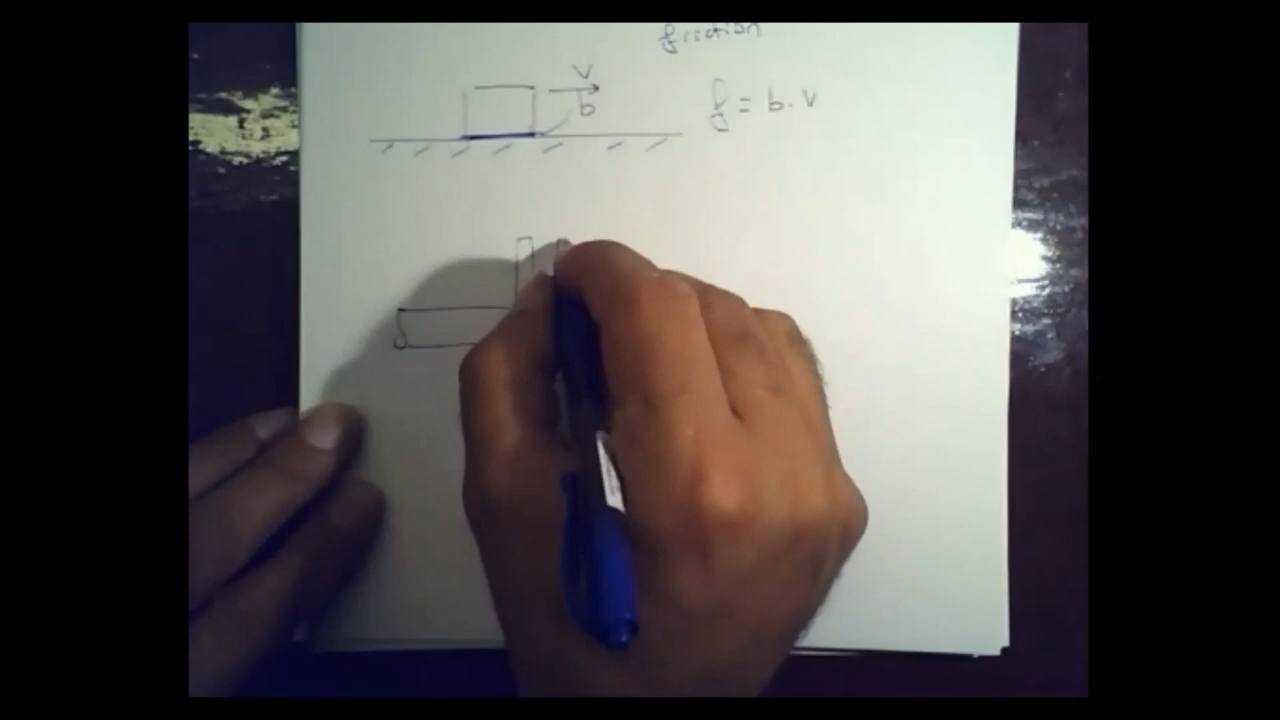 friction
v
b
f = b · v